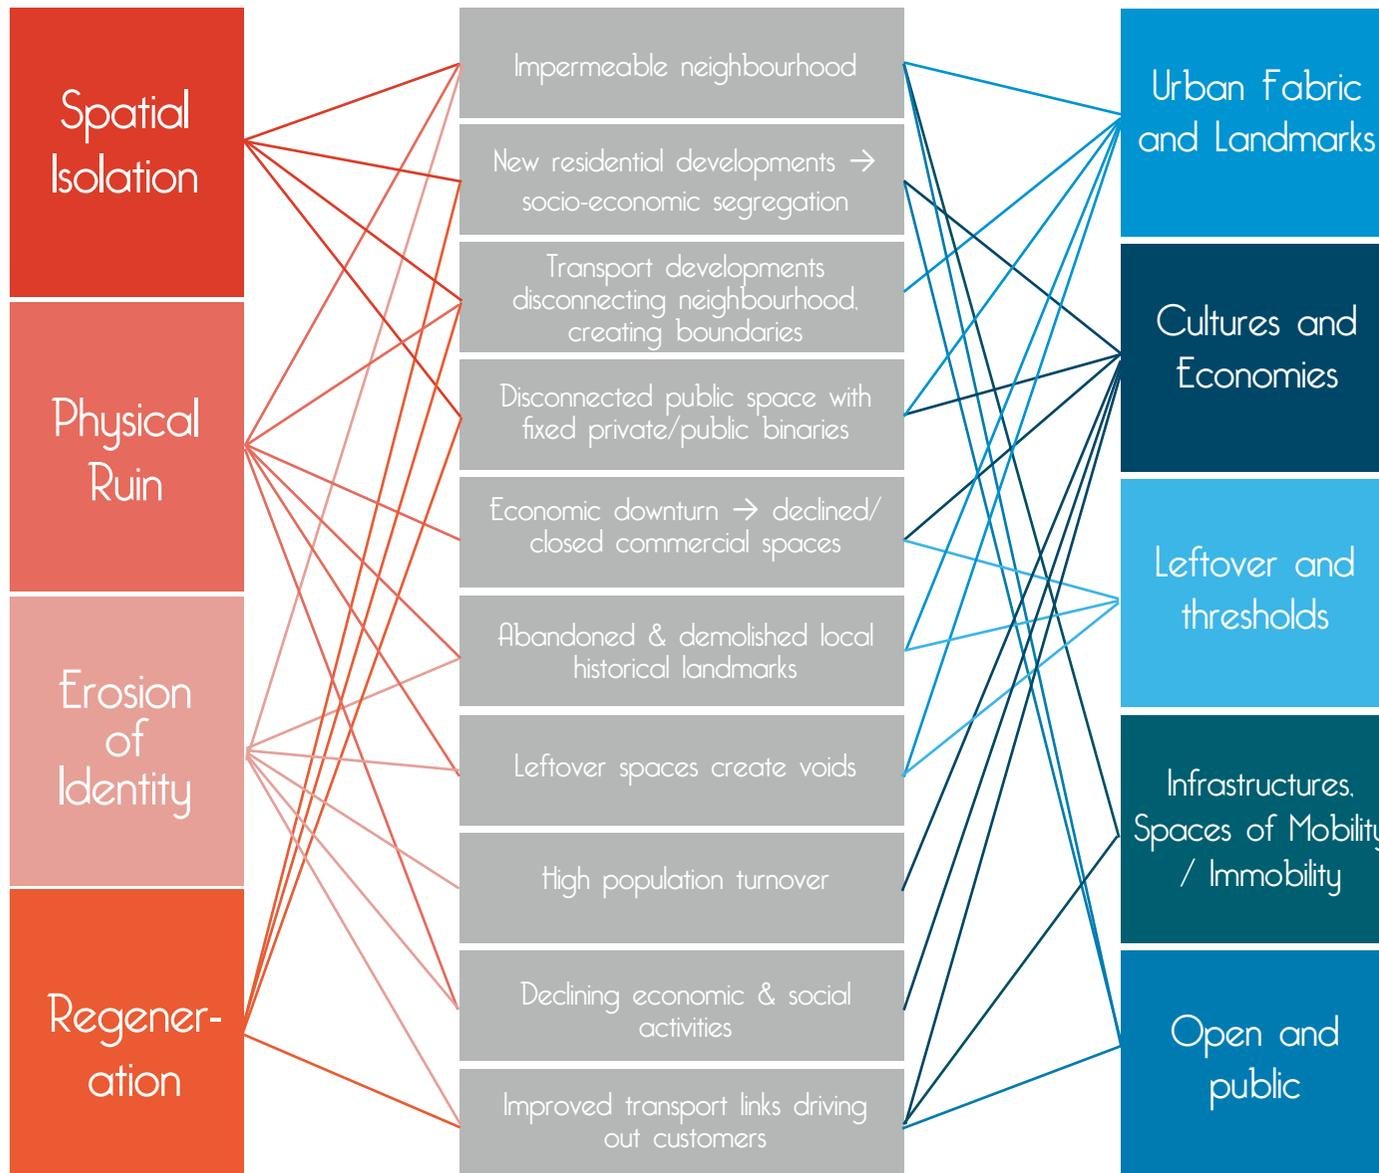 Spatial
Isolation
Physical
Ruin
Erosion
of
Identity
Regener-
ation
Impermeable neighbourhood
New residential developments →
socio-economic segregation
Transport developments
disconnecting neighbourhood,
creating boundaries
Disconnected public space with
fixed private/public binaries
Economic downturn → declined/
closed commercial spaces
Abandoned & demolished local
historical landmarks
Leftover spaces create voids
High population turnover
Declining economic & social
activities
Improved transport links driving
out customers
Urban Fabric
and Landmarks
Cultures and
Economies
Leftover and
thresholds
Infrastructures,
Spaces of Mobility
/ Immobility
Open and
public